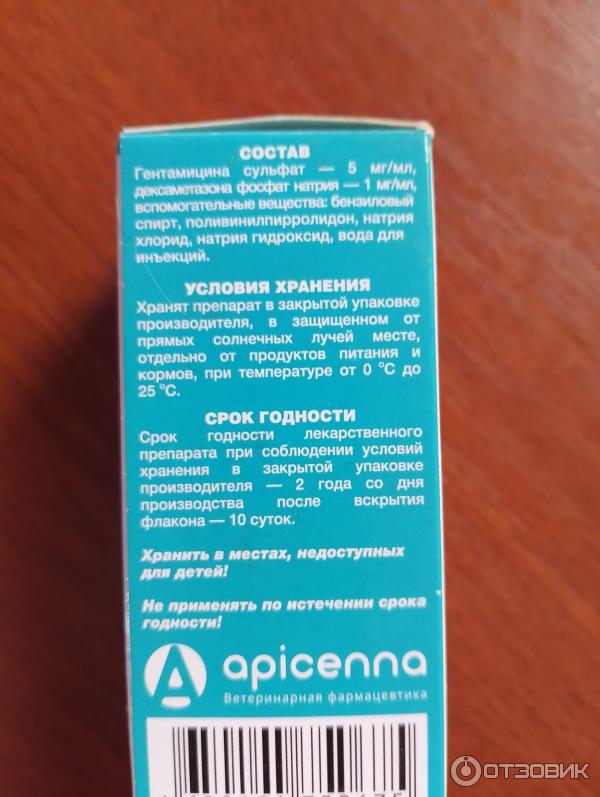 СОСТАВ
Гентамицина сульфат — 5 мг/мл,
дексаметазона фосфат натрия — 1 мг/мл,
вспомогательные вещества: бензиловый
спирт, поливинилпирролидон, натрия
хлорид, натрия гидроксид, вода для
инъекций.
УСЛОВИЯ ХРАНЕНИЯ
Хранят препарат в закрытой упаковке
производителя, в защищенном от
прямых солнечных лучей месте,
отдельно от продуктов питания и
кормов, при температуре от 0 °С до
25 °С.
СРОК ГОДНОСТИ
Срок годности лекарственного
препарата при соблюдении условий
хранения в закрытой упаковке
производителя — 2 года со дня
производства после вскрытия
флакона — 10 суток.
Хранить в местах, недоступных
для детей!
Не применять по истечении срока
годности!
apicenna
Ветеринарная фармацевтика
ОТЗОВИК